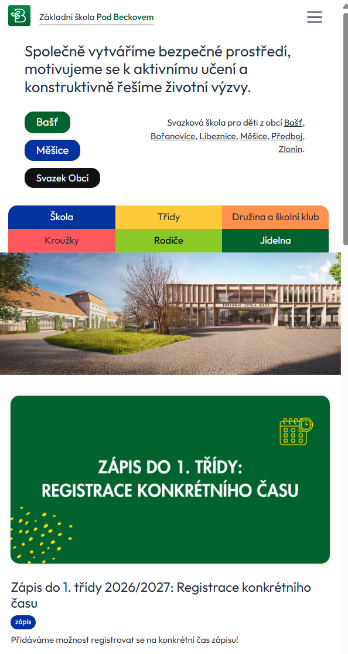 Základní škola Pod Beckovem
Společně vytváříme bezpečné prostředí,
motivujeme se k aktivnímu učení a
konstruktivně řešíme životní výzvy.
Bašť
Měšice
Svazek Obcí
Svazková škola pro děti z obcí Bašť,
Bořanovice, Líbeznice, Měšice, Předboj,
Zlonín.
Škola
Třídy
Družina a školní klub
Kroužky
Rodiče
Jídelna
ZÁPIS DO 1. TŘÍDY:
REGISTRACE KONKRÉTNÍHO ČASU
Zápis do 1. třídy 2026/2027: Registrace konkrétního
času
zápis
Přidáváme možnost registrovat se na konkrétní čas zápisu!